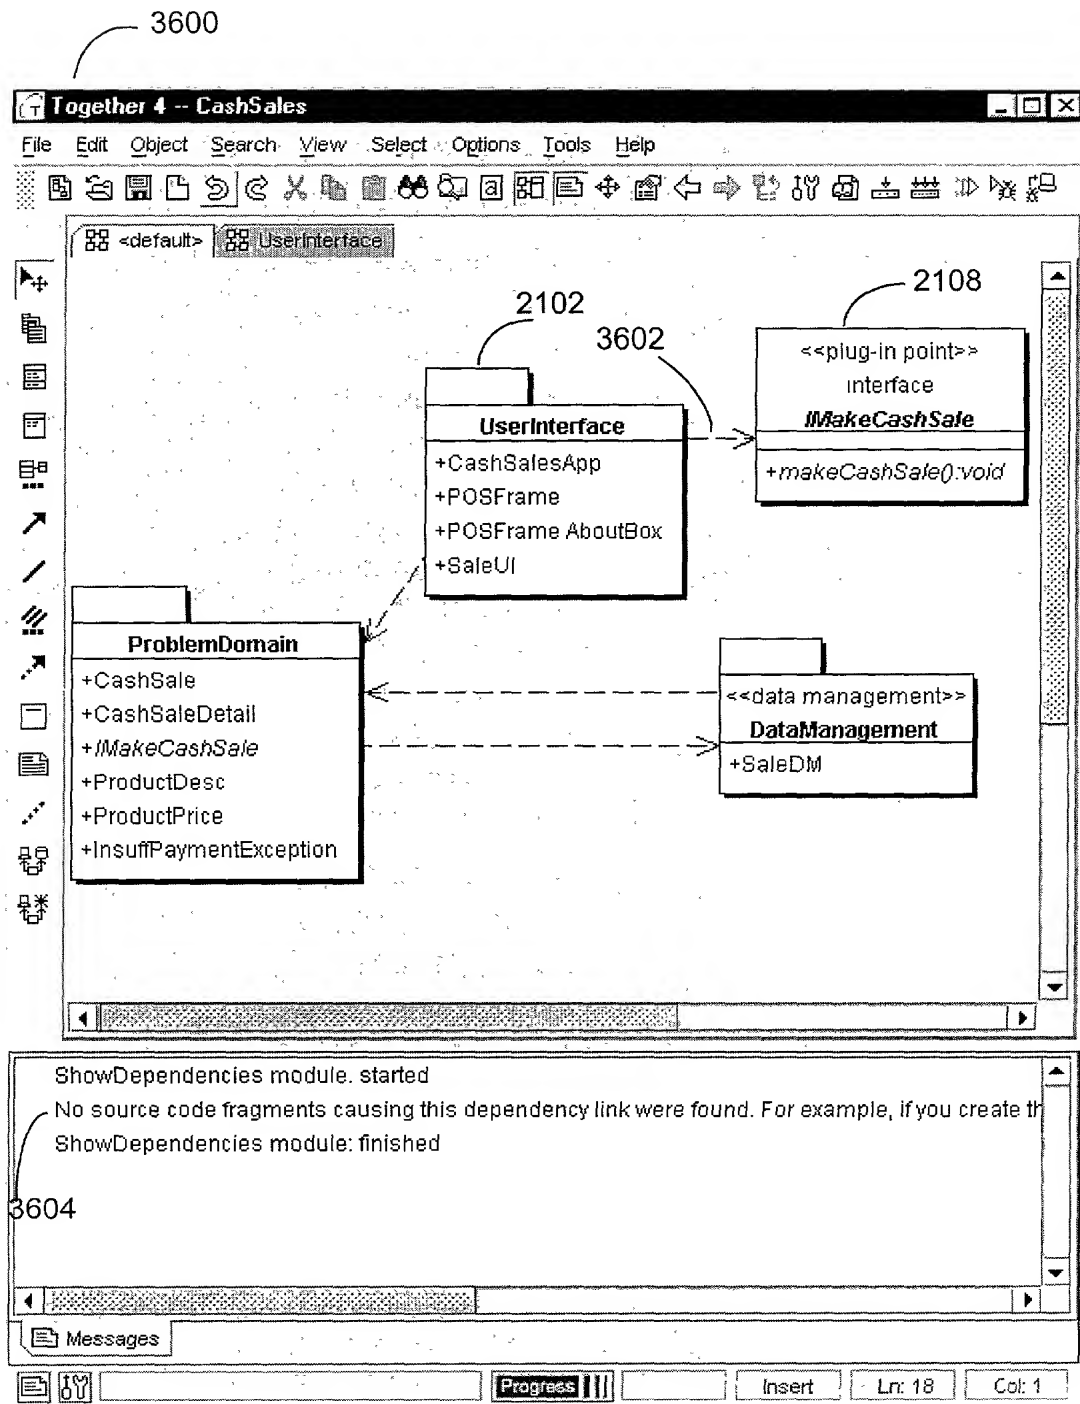 3600
Together 4 -- CashSales
File Edit Object Search View Select Options Tools Help
<default> UserInterface
2102
2108
3602
<<plug-in point>>
interface
IMakeCashSale
+makeCashSale():void
UserInterface
+CashSalesApp
+POSFrame
+POSFrame AboutBox
+SaleUI
ProblemDomain
+CashSale
+CashSaleDetail
+IMakeCashSale
+ProductDesc
+ProductPrice
+InsuffPaymentException
<<data management>>
DataManagement
+SaleDM
ShowDependencies module. started
No source code fragments causing this dependency link were found. For example, if you create th
ShowDependencies module: finished
3604
Messages
Progress Insert Ln: 18 Col: 1